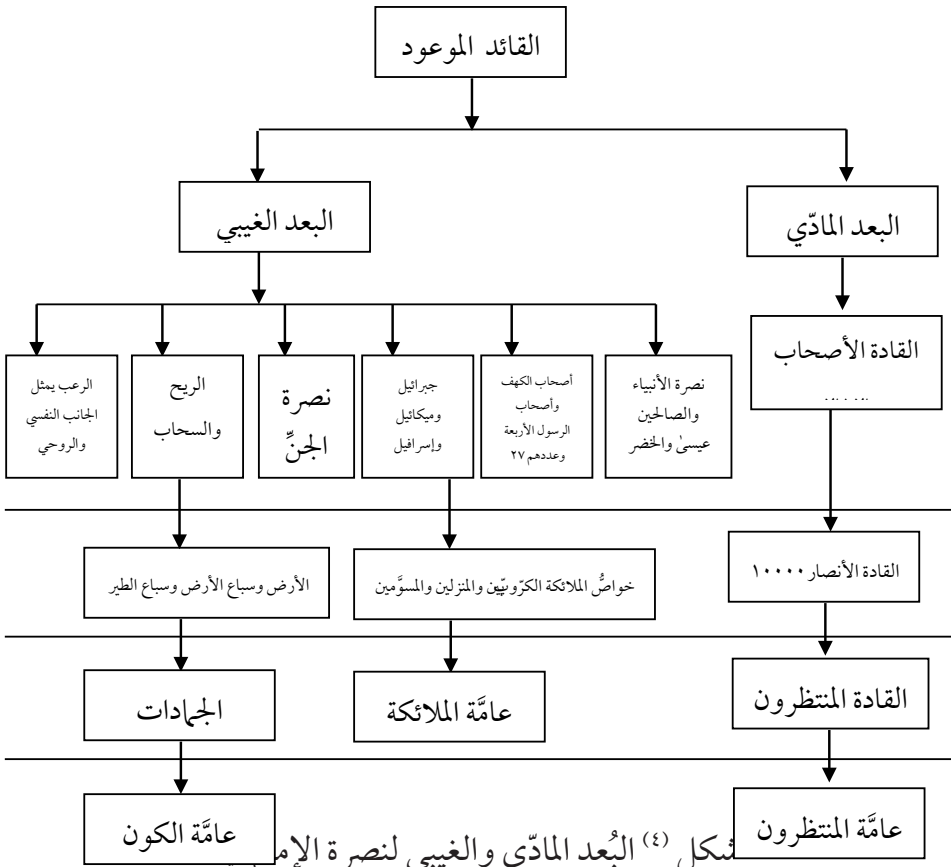 القائد الموعود
البعد المادّي
البعد الغيبي
القادة الأصحاب
نصرة الأنبياء
والصالحين
عيسىٰ والخضر
أصحاب الكهف
وأصحاب
الرسول الأربعة
وعددهم ٢٧
جبرائيل
وميكائيل
وإسرافيل
نصرة
الجنِّ
الريح
والسحاب
الرعب يمثل
الجانب النفسي
والروحي
القادة الأنصار ١٠٠٠٠
خواصُّ الملائكة الكرّوبيّين والمنزلين والمسوَّمين
الأرض وسباع الأرض وسباع الطير
القادة المنتظرون
عامَّة الملائكة
الجمادات
عامَّة المنتظرون
عامَّة الكون
شكل (٤) البُعد المادّي والغيبي لنصرة